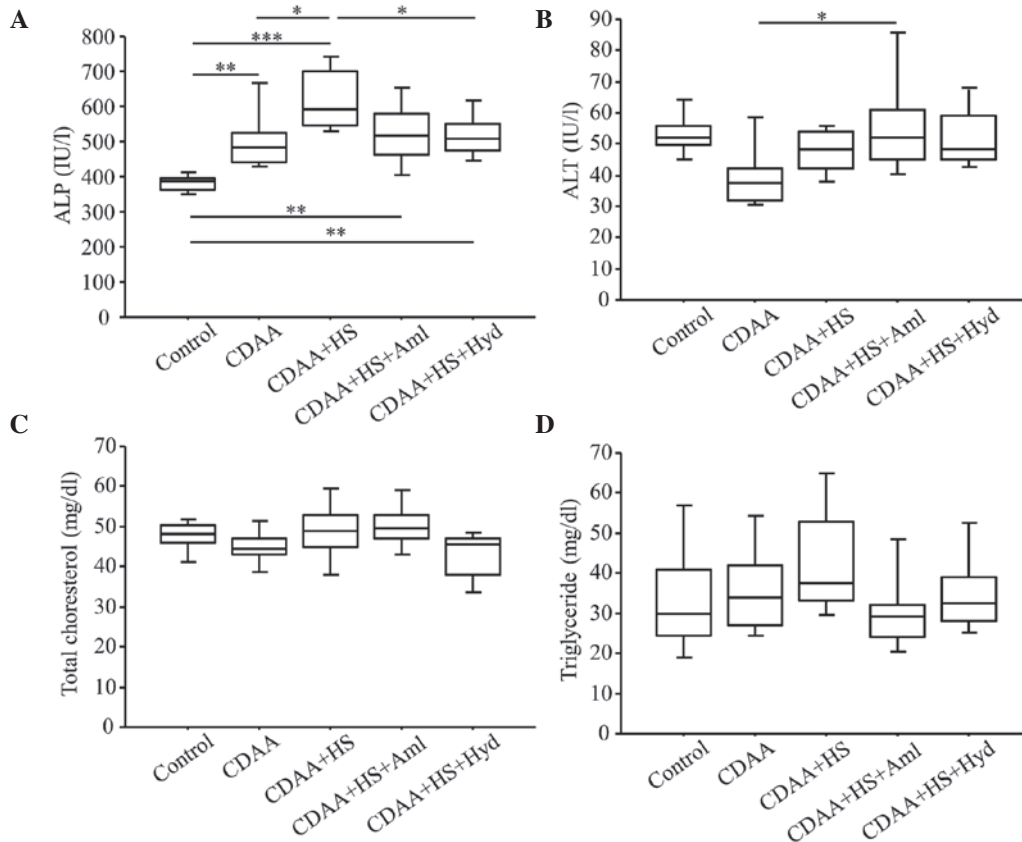 A
ALP (IU/l)
800
700
600
500
400
300
200
100
0
*
*
***
**
**
**
Control
CDAA
CDAA+HS
CDAA+HS+Aml
CDAA+HS+Hyd
B
ALT (IU/l)
90
80
70
60
50
40
30
20
10
0
*
Control
CDAA
CDAA+HS
CDAA+HS+Aml
CDAA+HS+Hyd
C
Total choresterol (mg/dl)
70
60
50
40
30
20
10
0
Control
CDAA
CDAA+HS
CDAA+HS+Aml
CDAA+HS+Hyd
D
Triglyceride (mg/dl)
70
60
50
40
30
20
10
0
Control
CDAA
CDAA+HS
CDAA+HS+Aml
CDAA+HS+Hyd